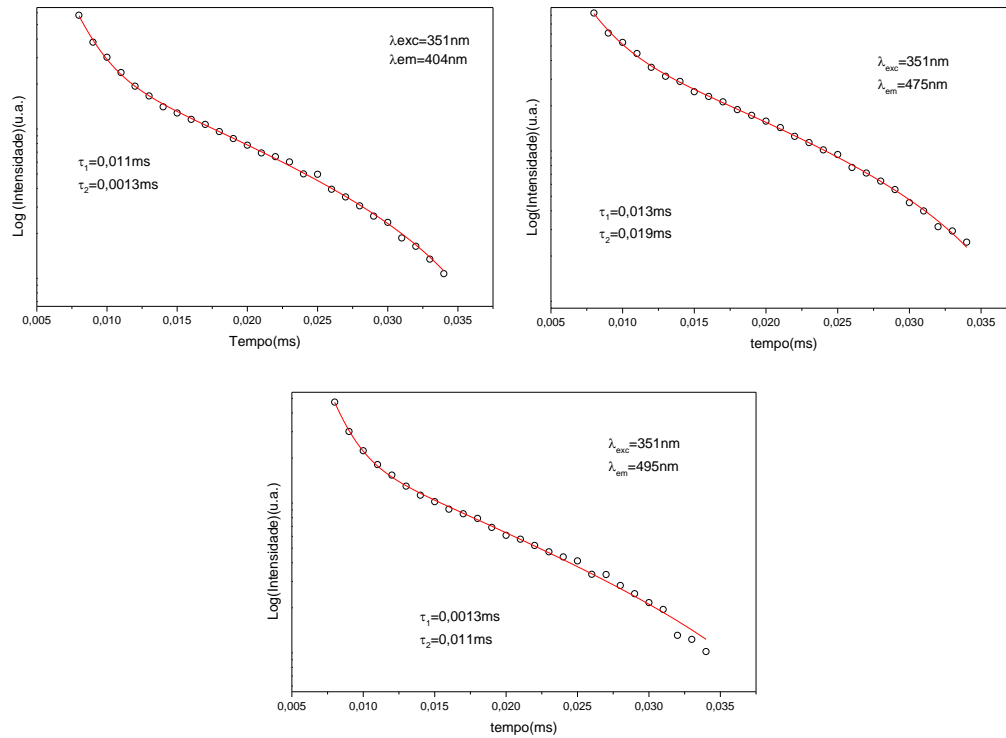 Log (Intensidade)(u.a.)
λexc=351nm
λem=404nm
τ1=0,011ms
τ2=0,0013ms
0,005 0,010 0,015 0,020 0,025 0,030 0,035
Tempo(ms)
Log(Intensidade)(u.a.)
λexc=351nm
λem=475nm
τ1=0,013ms
τ2=0,019ms
0,005 0,010 0,015 0,020 0,025 0,030 0,035
tempo(ms)
Log(Intensidade)(u.a.)
λexc=351nm
λem=495nm
τ1=0,0013ms
τ2=0,011ms
0,005 0,010 0,015 0,020 0,025 0,030 0,035
tempo(ms)